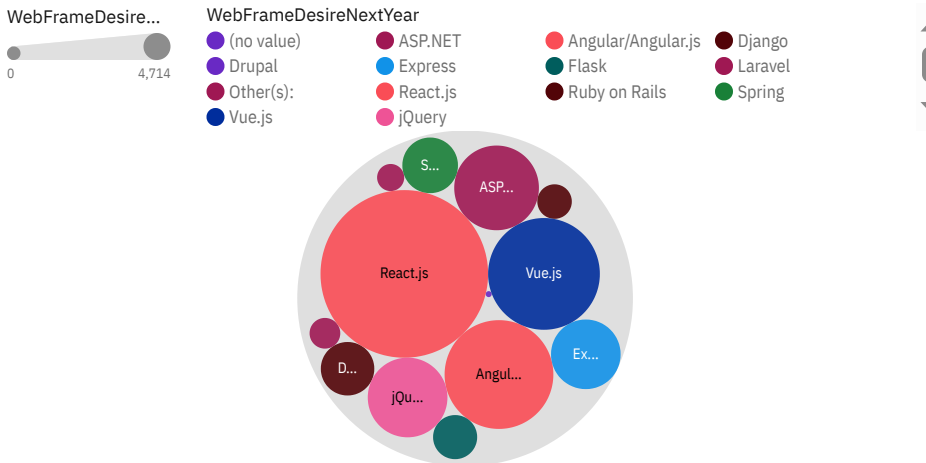 WebFrameDesire...
0
4,714
WebFrameDesireNextYear
(no value)
ASP.NET
Angular/Angular.js
Django
Drupal
Express
Flask
Laravel
Other(s):
React.js
Ruby on Rails
Spring
Vue.js
jQuery
S...
ASP...
React.js
Vue.js
Ex...
D...
Angul...
jQu...